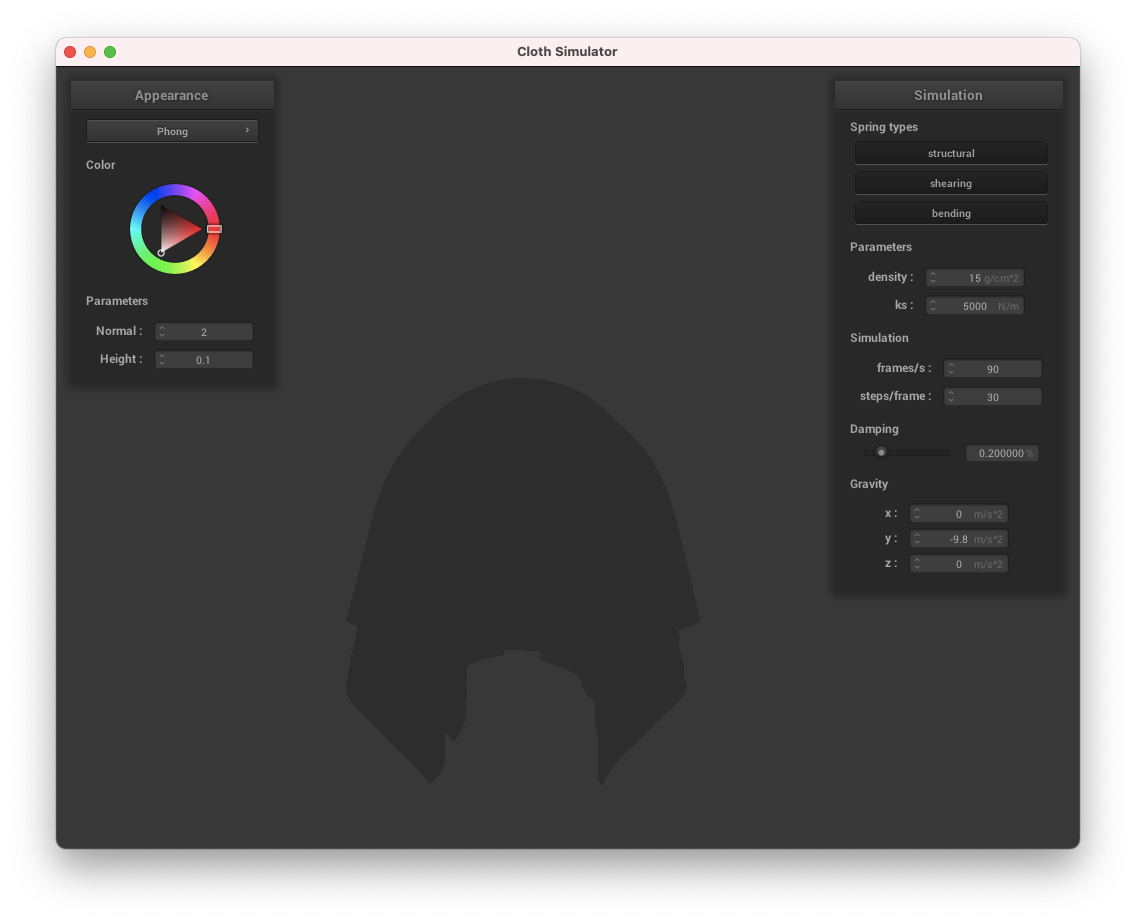 Cloth Simulator
Appearance
Phong
Color
Parameters
Normal : 2
Height : 0.1
Simulation
Spring types
structural
shearing
bending
Parameters
density : 15 g/cm^2
ks : 5000 N/m
Simulation
frames/s : 90
steps/frame : 30
Damping
0.200000 %
Gravity
x : 0 m/s^2
y : -9.8 m/s^2
z : 0 m/s^2